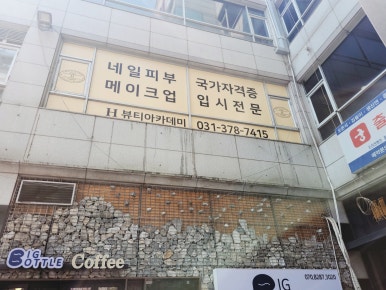 네일피부
메이크업
H 뷰티아카데미
국가자격증
입시전문
031-378-7415
BIG
BOTTLE Coffee
IG